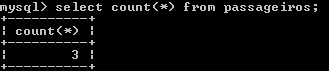 mysql> select count(*) from passageiros;
+----------+
| count(*) |
+----------+
|        3 |
+----------+